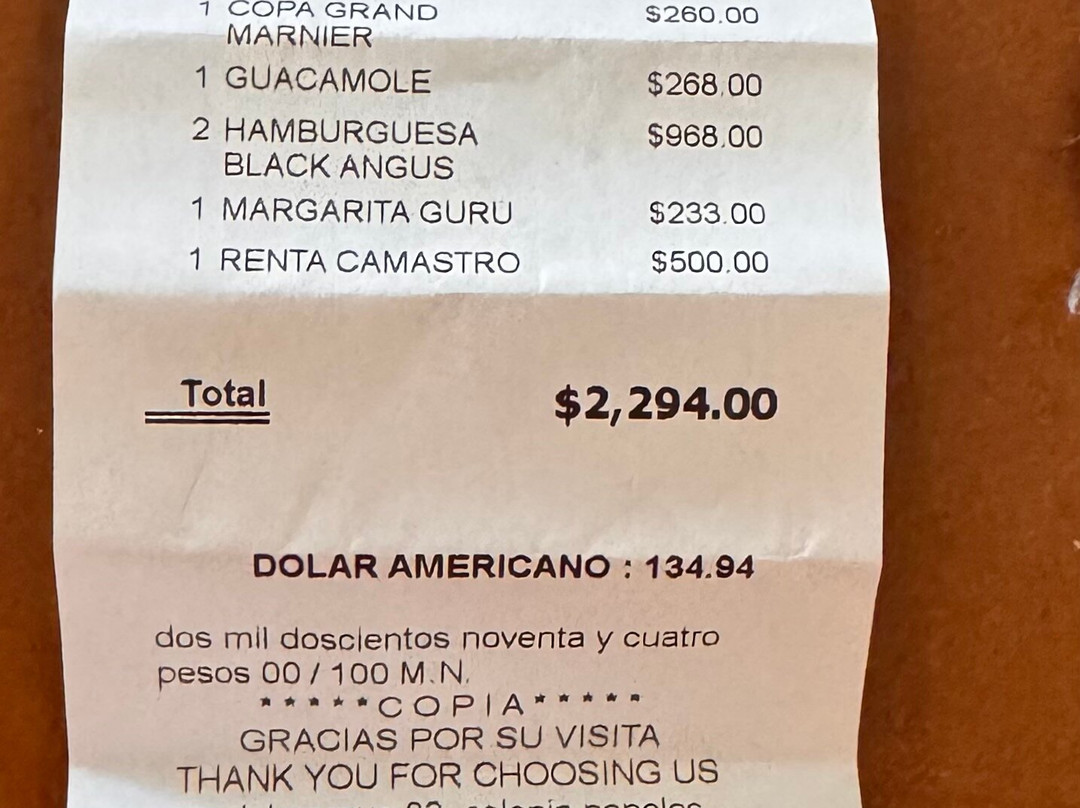 1 COPA GRAND $260.00
MARNIER
1 GUACAMOLE $268.00
2 HAMBURGUESA $968.00
BLACK ANGUS
1 MARGARITA GURU $233.00
1 RENTA CAMASTRO $500.00
Total $2,294.00
DOLAR AMERICANO : 134.94
dos mil doscientos noventa y cuatro
pesos 00 / 100 M.N.
*****COPIA*****
GRACIAS POR SU VISITA
THANK YOU FOR CHOOSING US